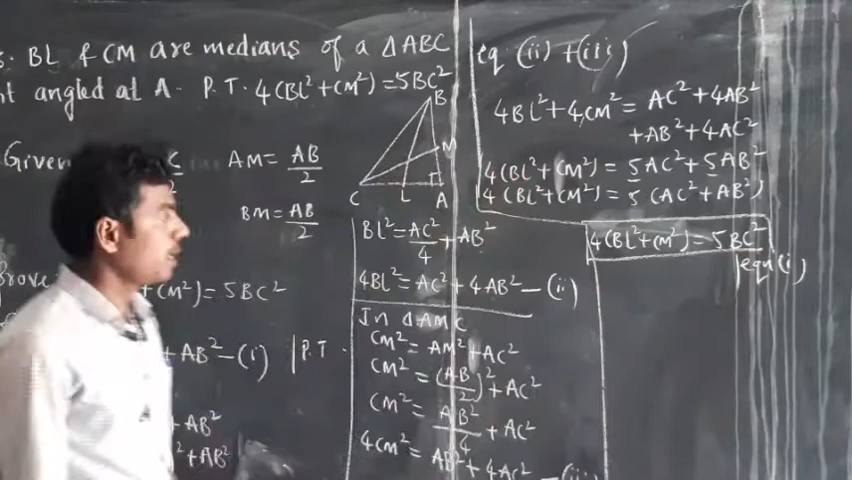 BL & CM are medians of a ΔABC
angled at A. P.T. 4(BL²+CM²)=5BC²
Given
AM= AB/2
BM= AB/2
B
M
C L A
+CM²)=5BC²
+AB²-(i) | P.T.
+AB²
²+AB²
BL²=AC²/4+AB²
4BL²=AC²+4AB²-(ii)
In ΔAMC
CM²=AM²+AC²
CM²=(AB/2)²+AC²
CM²=AB²/4+AC²
4CM²=AB²+4AC²
eq (ii)+(iii)
4BL²+4CM²=AC²+4AB²
+AB²+4AC²
4(BL²+CM²)=5AC²+5AB²
4(BL²+CM²)=5(AC²+AB²)
4(BL²+CM²)=5BC²
eqn(i)